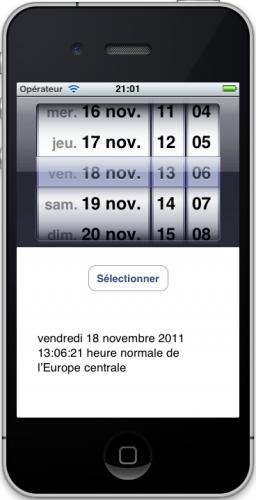 Opérateur 21:01
mer. 16 nov. 11 04
jeu. 17 nov. 12 05
ven. 18 nov. 13 06
sam. 19 nov. 14 07
dim. 20 nov. 15 08
Sélectionner
vendredi 18 novembre 2011
13:06:21 heure normale de
l'Europe centrale